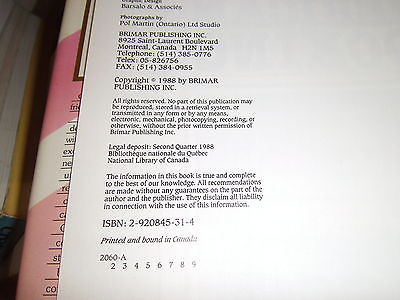 Graphic Design
Barsalo & Associés
Photographs by
Pol Martin (Ontario) Ltd Studio
BRIMAR PUBLISHING INC.
8925 Saint-Laurent Boulevard
Montreal, Canada H2N 1M5
Telephone: (514) 385-0776
Telex: 05-826756
FAX: (514) 384-0955
Copyright © 1988 by BRIMAR
PUBLISHING INC.
All rights reserved. No part of this publication may
be reproduced, stored in a retrieval system, or
transmitted in any form or by any means,
electronic, mechanical, photocopying, recording, or
otherwise, without the prior written permission of
Brimar Publishing Inc.
Legal deposit: Second Quarter 1988
Bibliothèque nationale du Québec
National Library of Canada
The information in this book is true and complete
to the best of our knowledge. All recommendations
are made without any guarantees on the part of the
author and the publisher. They disclaim all liability
in connection with the use of this information.
ISBN: 2-920845-31-4
Printed and bound in Canada
2060-A
2 3 4 5 6 7 8 9